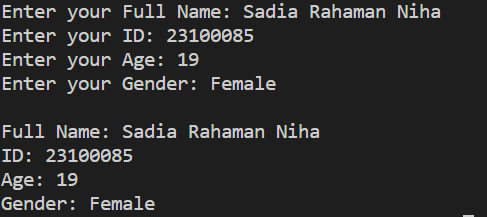 Enter your Full Name: Sadia Rahaman Niha
Enter your ID: 23100085
Enter your Age: 19
Enter your Gender: Female
Full Name: Sadia Rahaman Niha
ID: 23100085
Age: 19
Gender: Female